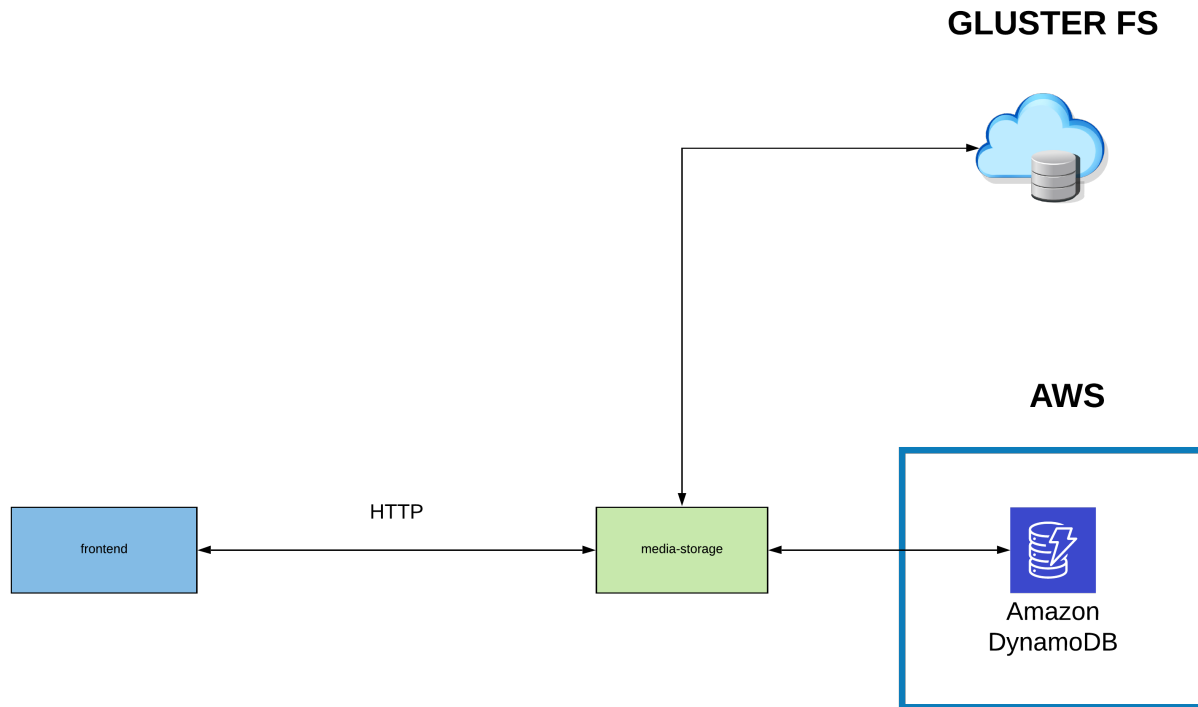 GLUSTER FS
AWS
HTTP
frontend
media-storage
Amazon
DynamoDB